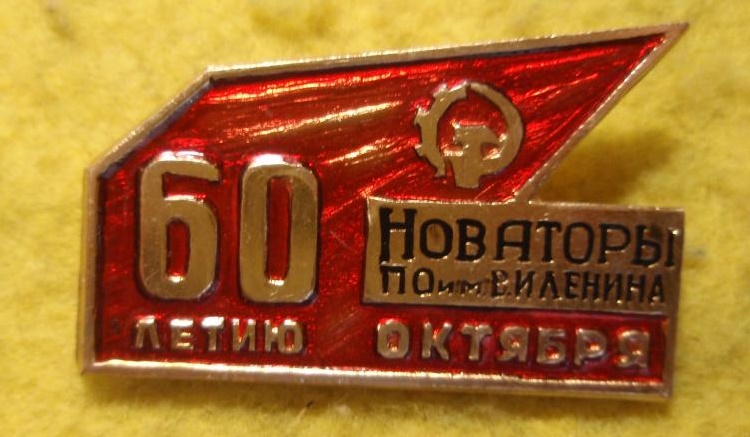 60
НОВАТОРЫ
ПО им. В.И ЛЕНИНА
ЛЕТИЮ ОКТЯБРЯ